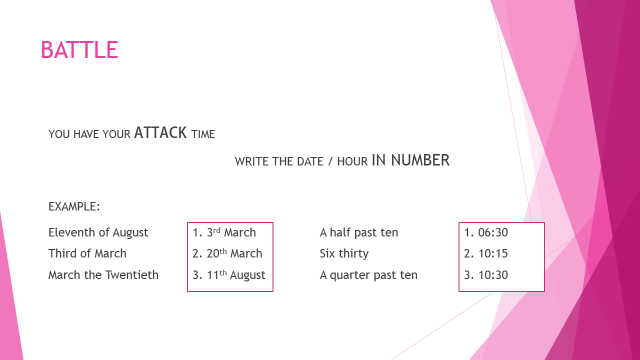 BATTLE
YOU HAVE YOUR ATTACK TIME
WRITE THE DATE / HOUR IN NUMBER
EXAMPLE:
Eleventh of August
Third of March
March the Twentieth
1. 3rd March
2. 20th March
3. 11th August
A half past ten
Six thirty
A quarter past ten
1. 06:30
2. 10:15
3. 10:30